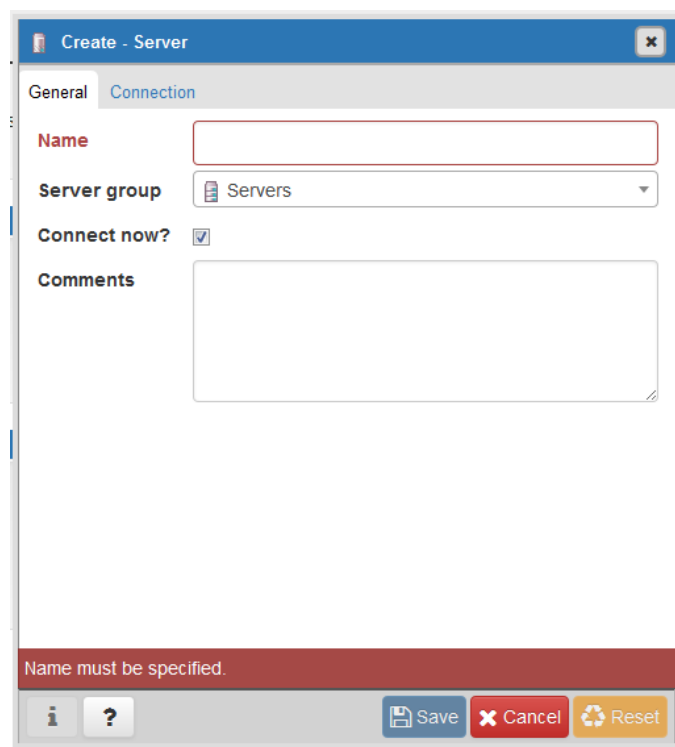 Create - Server
General Connection
Name
Server group Servers
Connect now?
Comments
Name must be specified.
i ? Save Cancel Reset